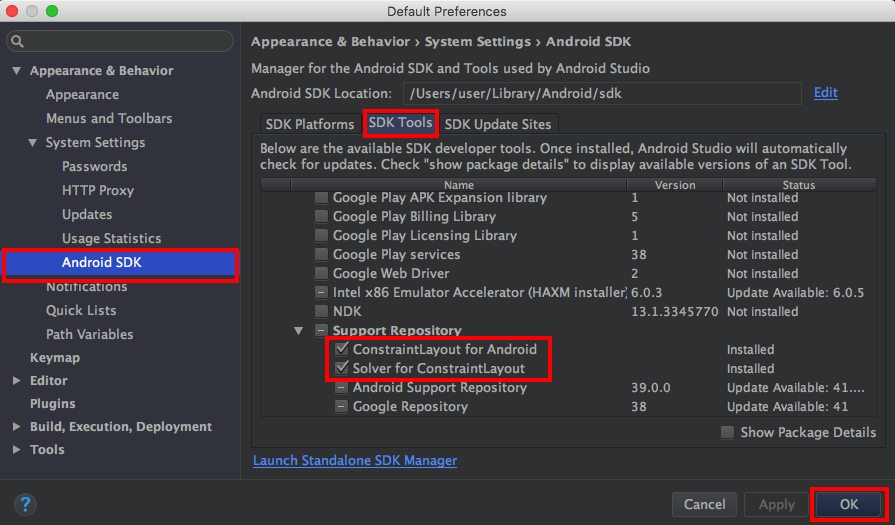 Default Preferences
Appearance & Behavior
Appearance
Menus and Toolbars
System Settings
Passwords
HTTP Proxy
Updates
Usage Statistics
Android SDK
Notifications
Quick Lists
Path Variables
Keymap
Editor
Plugins
Build, Execution, Deployment
Tools
?
Appearance & Behavior › System Settings › Android SDK
Manager for the Android SDK and Tools used by Android Studio
Android SDK Location: /Users/user/Library/Android/sdk Edit
SDK Platforms SDK Tools SDK Update Sites
Below are the available SDK developer tools. Once installed, Android Studio will automatically
check for updates. Check "show package details" to display available versions of an SDK Tool.
Name Version Status
Google Play APK Expansion library 1 Not installed
Google Play Billing Library 5 Not installed
Google Play Licensing Library 1 Not installed
Google Play services 38 Not installed
Google Web Driver 2 Not installed
Intel x86 Emulator Accelerator (HAXM installer) 6.0.3 Update Available: 6.0.5
NDK 13.1.3345770 Not installed
Support Repository
ConstraintLayout for Android Installed
Solver for ConstraintLayout Installed
Android Support Repository 39.0.0 Update Available: 41....
Google Repository 38 Update Available: 41
Show Package Details
Launch Standalone SDK Manager
Cancel Apply OK